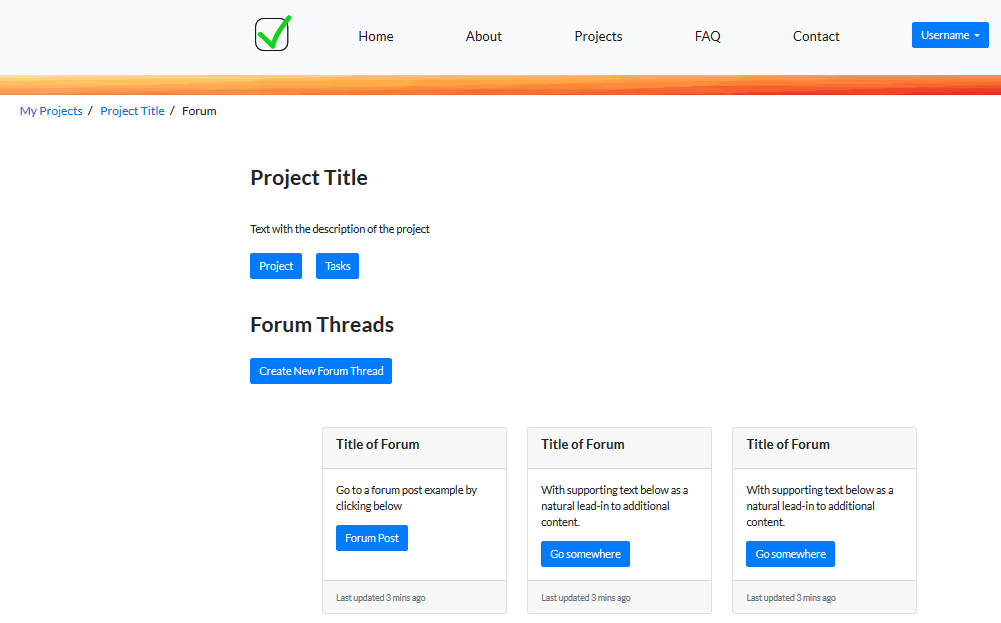 Home About Projects FAQ Contact Username
My Projects / Project Title / Forum
Project Title
Text with the description of the project
Project Tasks
Forum Threads
Create New Forum Thread
Title of Forum
Go to a forum post example by
clicking below
Forum Post
Last updated 3 mins ago
Title of Forum
With supporting text below as a
natural lead-in to additional
content.
Go somewhere
Last updated 3 mins ago
Title of Forum
With supporting text below as a
natural lead-in to additional
content.
Go somewhere
Last updated 3 mins ago